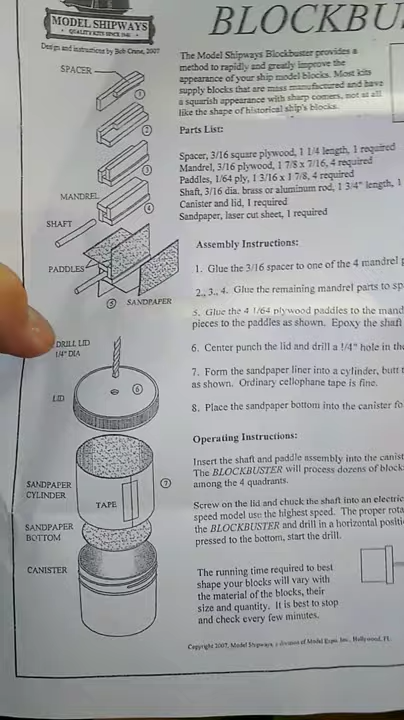 MODEL SHIPWAYS
QUALITY KITS SINCE
Design and instructions by Bob Crane, 2007
BLOCKBU
SPACER
1
2
3
MANDREL
4
SHAFT
PADDLES
5 SANDPAPER
DRILL LID
1/4" DIA
LID
6
SANDPAPER
CYLINDER
TAPE
7
SANDPAPER
BOTTOM
CANISTER
The Model Shipways Blockbuster provides a
method to rapidly and greatly improve the
appearance of your ship model blocks. Most kits
supply blocks that are mass manufactured and have
a squarish appearance with sharp corners, not at all
like the shape of historical ship's blocks.
Parts List:
Spacer, 3/16 square plywood, 1 1/4 length, 1 required
Mandrel, 3/16 plywood, 1 7/8 x 7/16, 4 required
Paddles, 1/64 ply, 1 3/16 x 1 7/8, 4 required
Shaft, 3/16 dia. brass or aluminum rod, 1 3/4" length, 1
Canister and lid, 1 required
Sandpaper, laser cut sheet, 1 required
Assembly Instructions:
1. Glue the 3/16 spacer to one of the 4 mandrel
2., 3., 4. Glue the remaining mandrel parts to sp
5. Glue the 4 1/64 plywood paddles to the mand
pieces to the paddles as shown. Epoxy the shaft
6. Center punch the lid and drill a 1/4" hole in the
7. Form the sandpaper liner into a cylinder, butt
as shown. Ordinary cellophane tape is fine.
8. Place the sandpaper bottom into the canister fo
Operating Instructions:
Insert the shaft and paddle assembly into the canist
The BLOCKBUSTER will process dozens of block
among the 4 quadrants.
Screw on the lid and chuck the shaft into an electric
speed model use the highest speed. The proper rota
the BLOCKBUSTER and drill in a horizontal positi
pressed to the bottom, start the drill.
The running time required to best
shape your blocks will vary with
the material of the blocks, their
size and quantity. It is best to stop
and check every few minutes.
Copyright 2007, Model Shipways, a division of Model Expo, Inc., Hollywood, FL